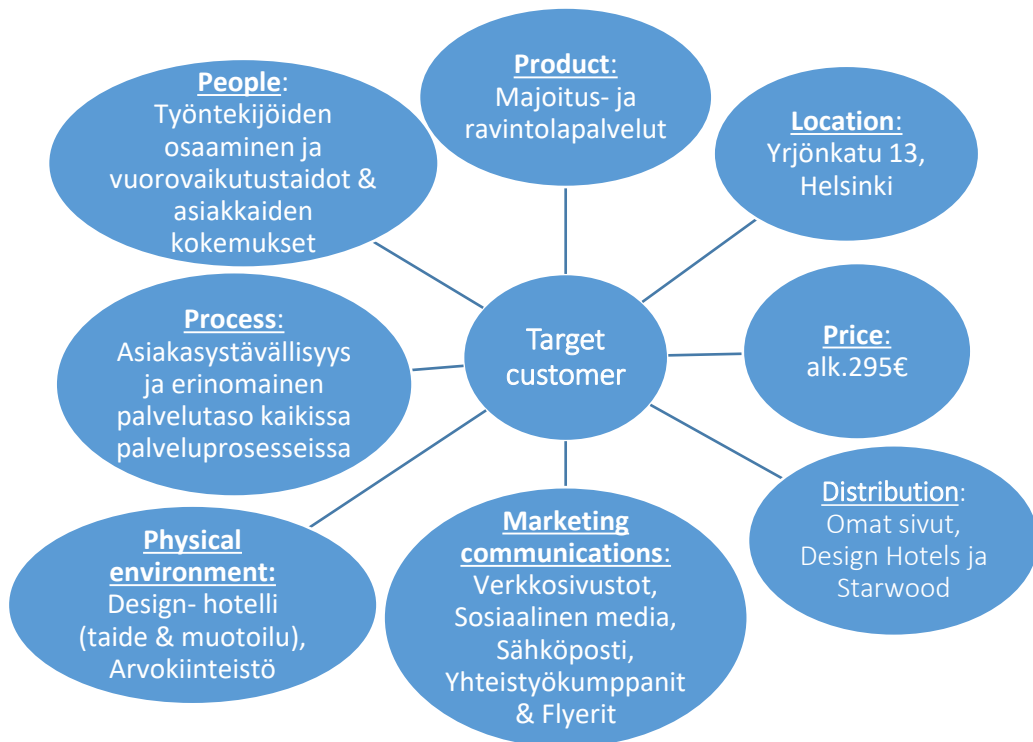 People:
Työntekijöiden
osaaminen ja
vuorovaikutustaidot &
asiakkaiden
kokemukset
Product:
Majoitus- ja
ravintolapalvelut
Location:
Yrjönkatu 13,
Helsinki
Process:
Asiakasystävällisyys
ja erinomainen
palvelutaso kaikissa
palveluprosesseissa
Target
customer
Price:
alk.295€
Physical
environment:
Design- hotelli
(taide & muotoilu),
Arvokiinteistö
Marketing
communications:
Verkkosivustot,
Sosiaalinen media,
Sähköposti,
Yhteistyökumppanit
& Flyerit
Distribution:
Omat sivut,
Design Hotels ja
Starwood